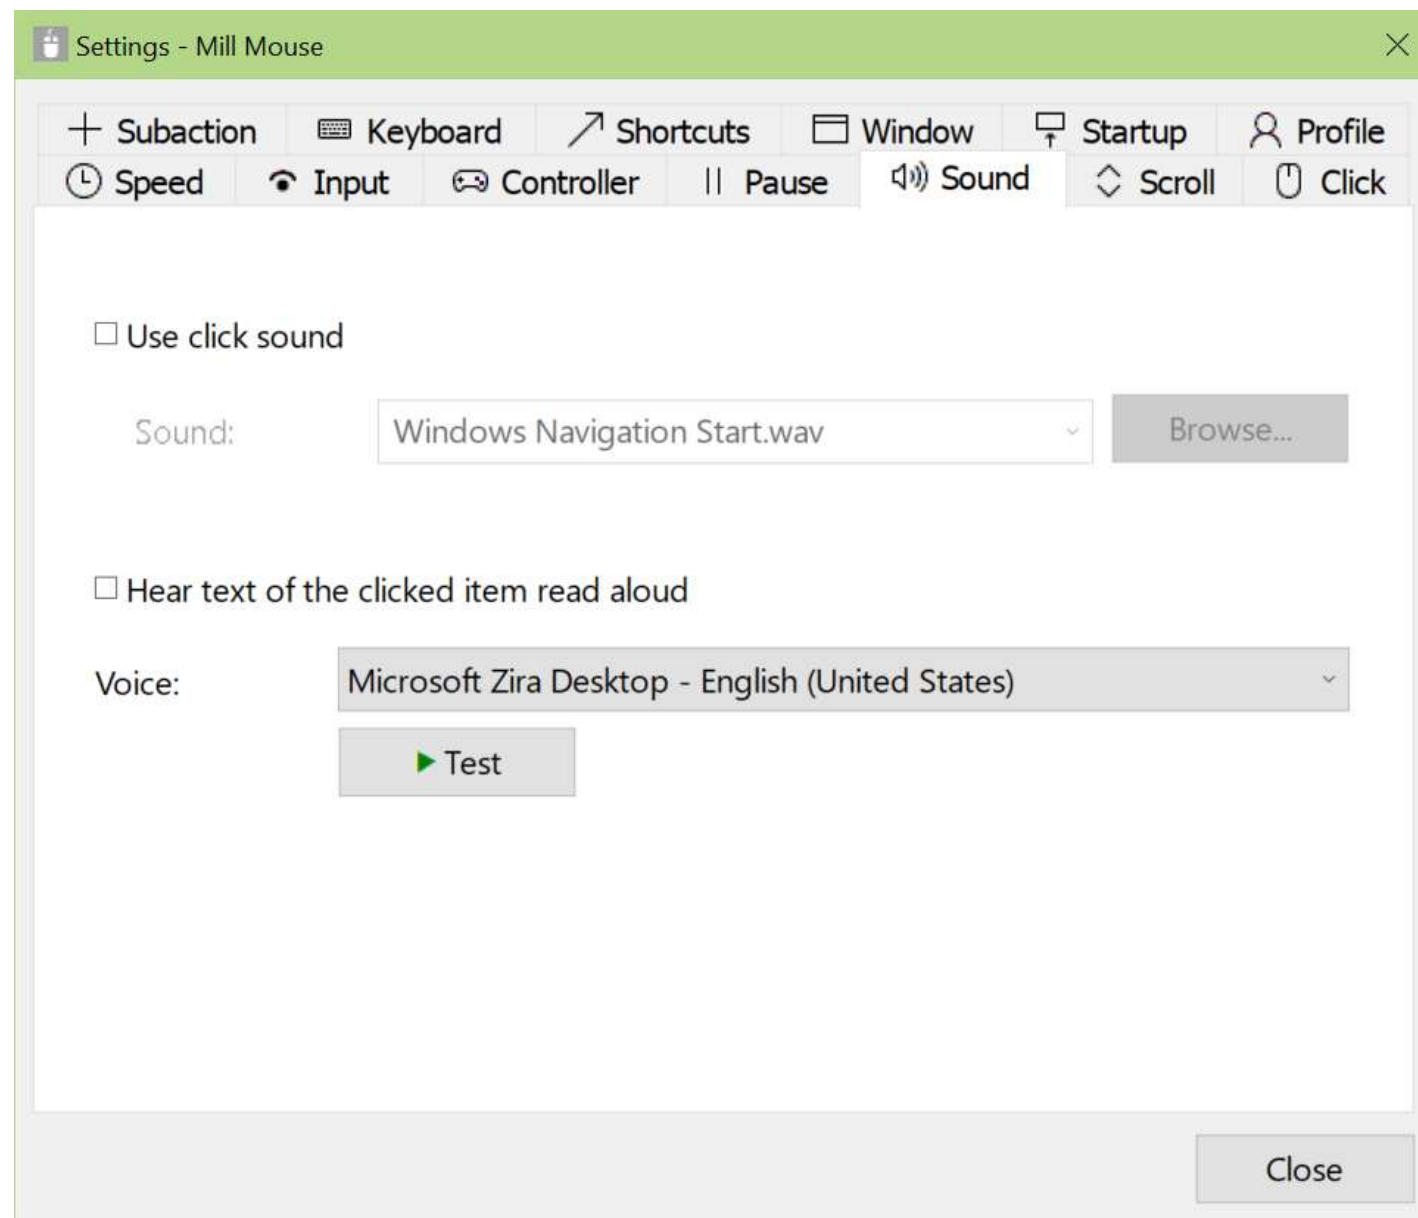 Settings - Mill Mouse
Subaction Keyboard Shortcuts Window Startup Profile
Speed Input Controller Pause Sound Scroll Click
Use click sound
Sound: Windows Navigation Start.wav Browse...
Hear text of the clicked item read aloud
Voice: Microsoft Zira Desktop - English (United States)
Test
Close